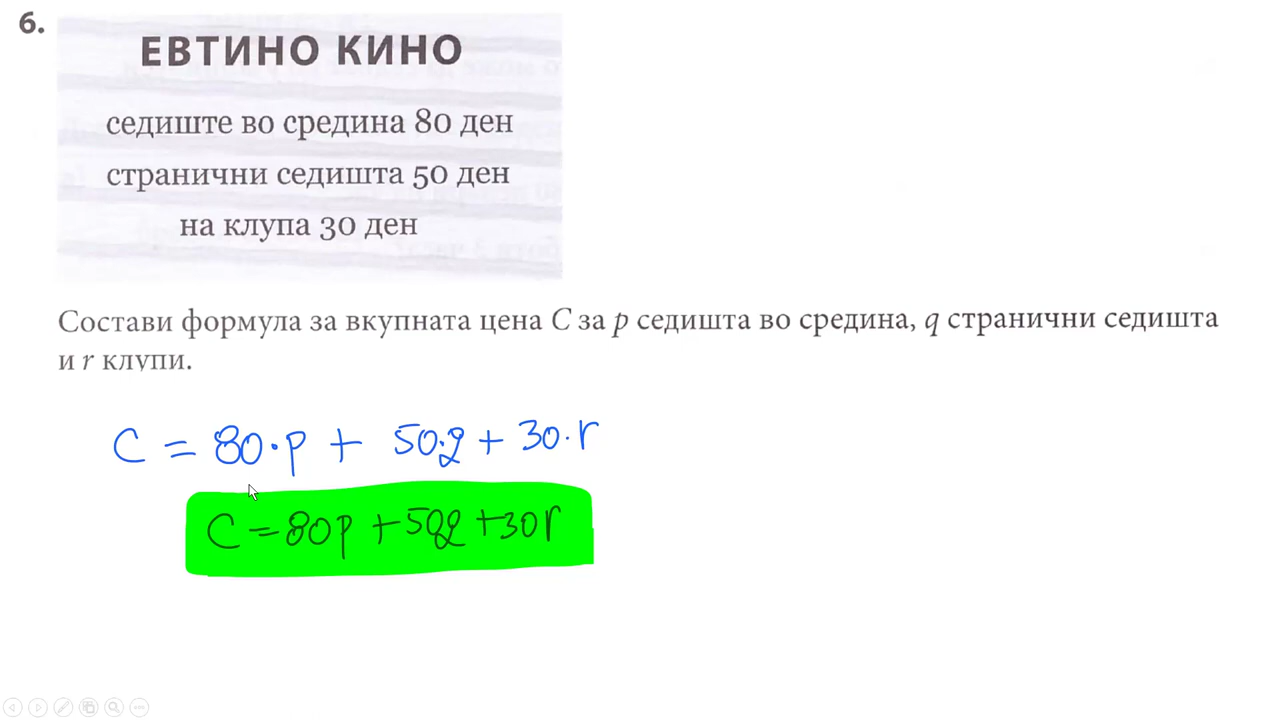 6.
ЕВТИНО КИНО
седиште во средина 80 ден
странични седишта 50 ден
на клупа 30 ден
Состави формула за вкупната цена C за p седишта во средина, q странични седишта
и r клупи.
C = 80·p + 50·q + 30·r
C = 80p + 50q + 30r